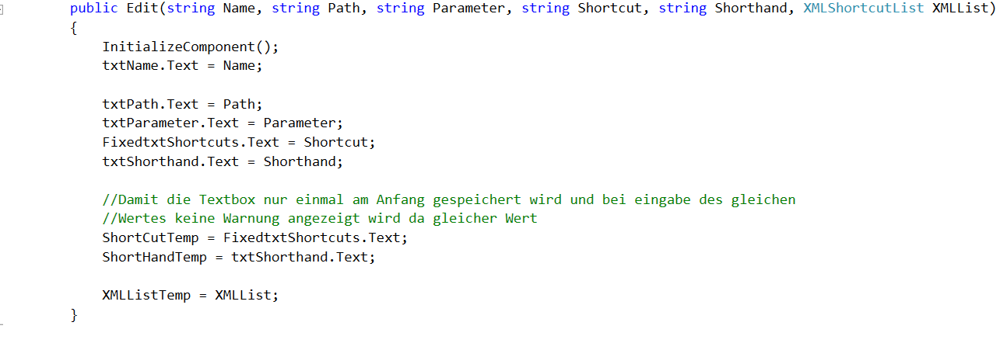 public Edit(string Name, string Path, string Parameter, string Shortcut, string Shorthand, XMLShortcutList XMLList)
{
InitializeComponent();
txtName.Text = Name;
txtPath.Text = Path;
txtParameter.Text = Parameter;
FixedtxtShortcuts.Text = Shortcut;
txtShorthand.Text = Shorthand;
//Damit die Textbox nur einmal am Anfang gespeichert wird und bei eingabe des gleichen
//Wertes keine Warnung angezeigt wird da gleicher Wert
ShortCutTemp = FixedtxtShortcuts.Text;
ShortHandTemp = txtShorthand.Text;
XMLListTemp = XMLList;
}